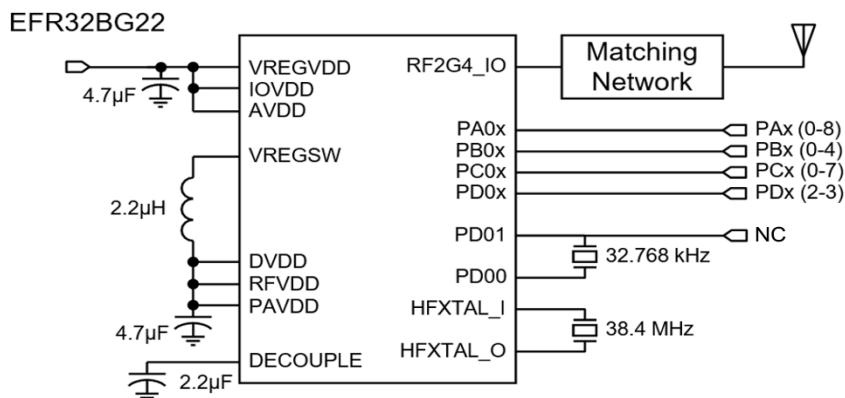 EFR32BG22
VREGVDD
IOVDD
AVDD
4.7µF
VREGSW
2.2µH
DVDD
RFVDD
PAVDD
4.7µF
DECOUPLE
2.2µF
RF2G4_IO
Matching
Network
PA0x
PAx (0-8)
PB0x
PBx (0-4)
PC0x
PCx (0-7)
PD0x
PDx (2-3)
PD01
NC
32.768 kHz
PD00
HFXTAL_I
38.4 MHz
HFXTAL_O